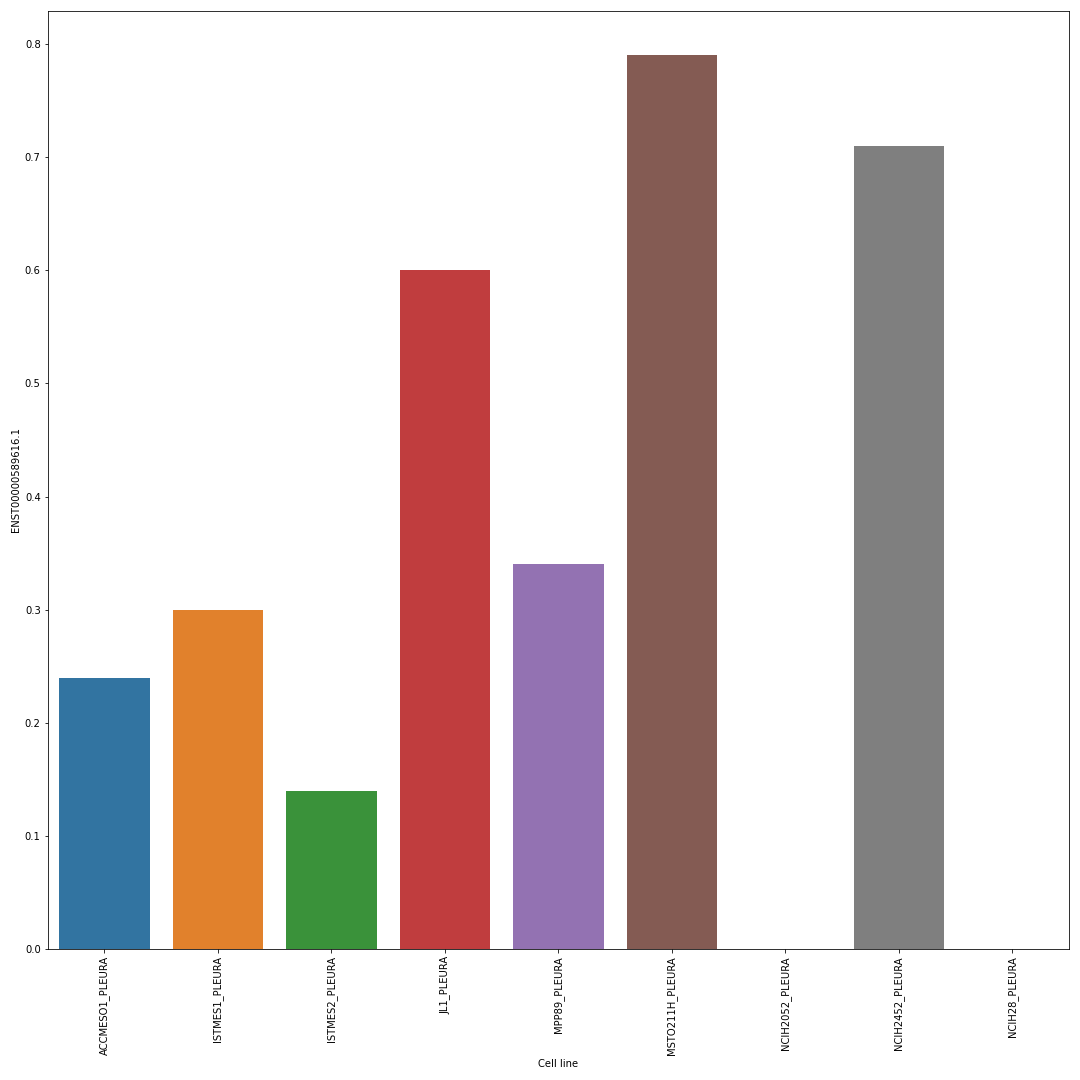 0.8
0.7
0.6
0.5
0.4
0.3
0.2
0.1
0.0
ENST00000589616.1
ACCMESO1_PLEURA
ISTMES1_PLEURA
ISTMES2_PLEURA
JL1_PLEURA
MPP89_PLEURA
MSTO211H_PLEURA
NCIH2052_PLEURA
NCIH2452_PLEURA
NCIH28_PLEURA
Cell line